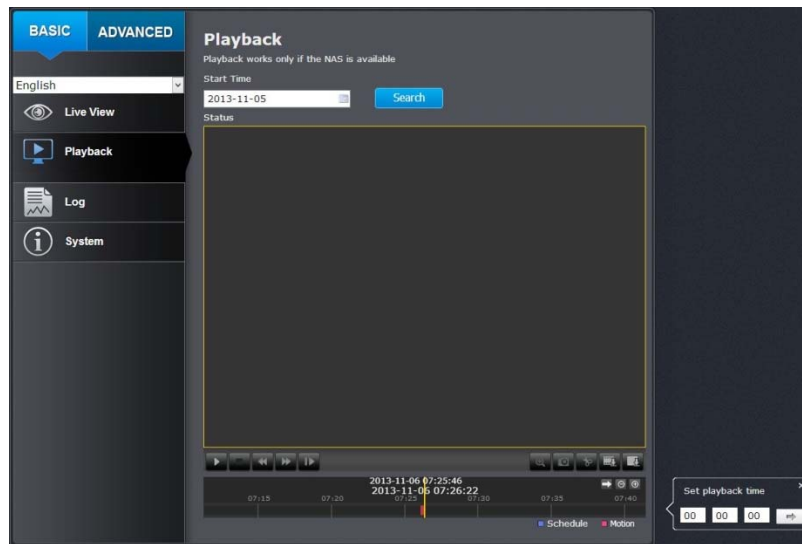 BASIC ADVANCED
English
Live View
Playback
Log
System
Playback
Playback works only if the NAS is available
Start Time
2013-11-05 Search
Status
2013-11-06 07:25:46
2013-11-06 07:26:22
07:15 07:20 07:25 07:30 07:35 07:40
Schedule Motion
Set playback time ×
00 00 00